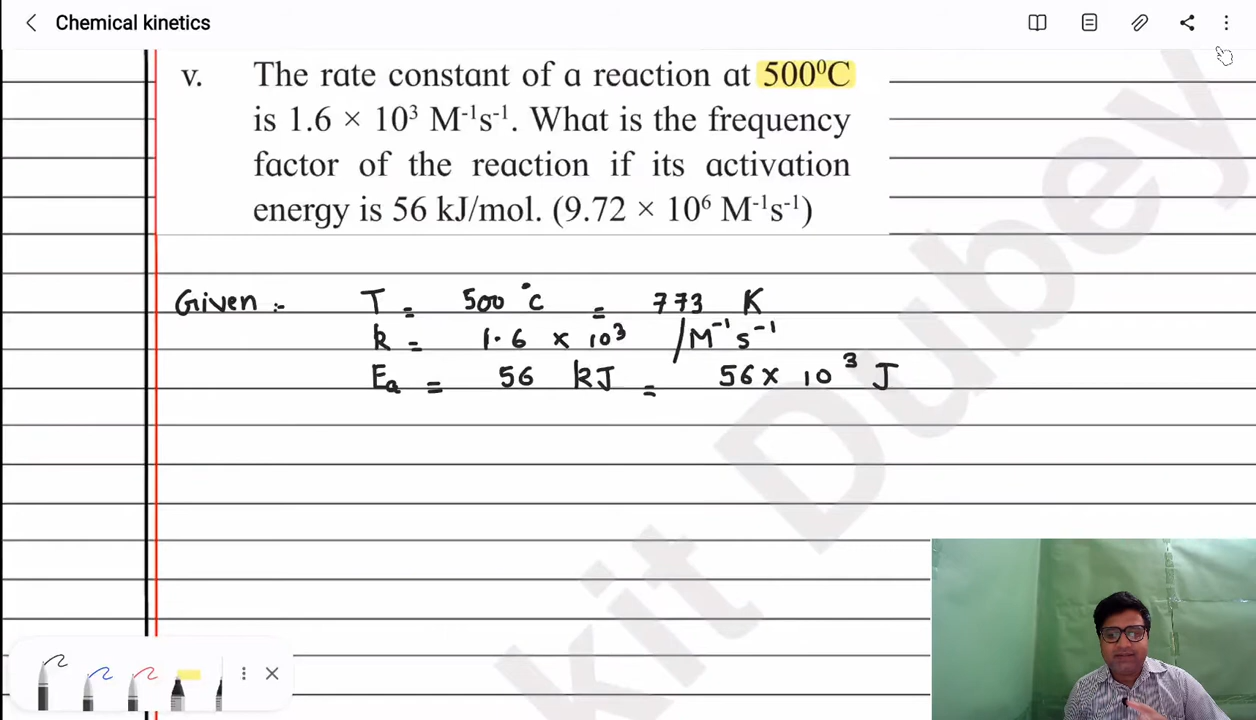 Chemical kinetics
v. The rate constant of a reaction at 500⁰C
is 1.6 × 10³ M⁻¹s⁻¹. What is the frequency
factor of the reaction if its activation
energy is 56 kJ/mol. (9.72 × 10⁶ M⁻¹s⁻¹)
Given :- T = 500 °c = 773 K
k = 1.6 × 10³ /M⁻¹ s⁻¹
Ea = 56 kJ = 56 × 10³ J
kit Dubey